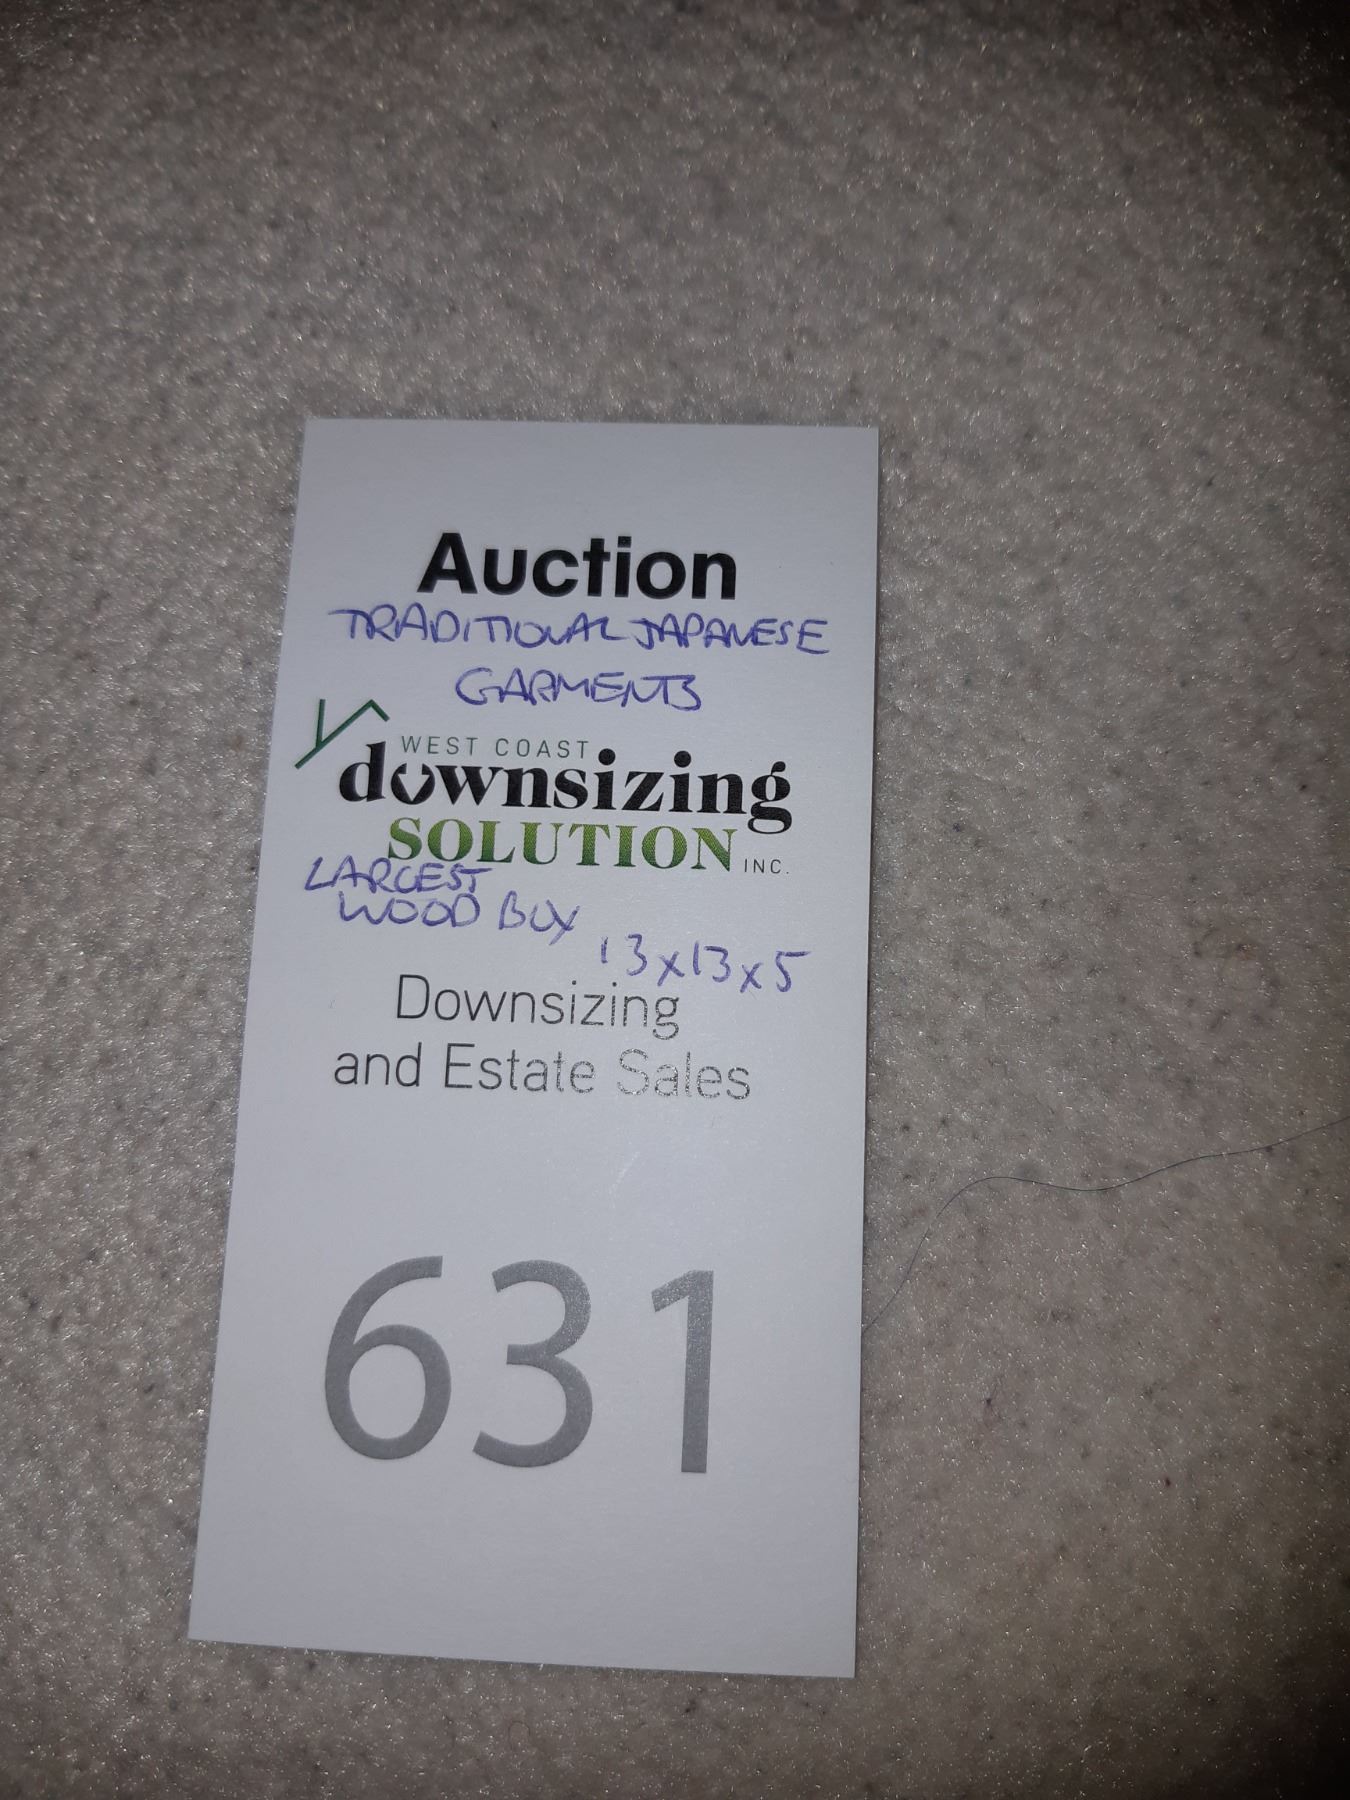 Auction
TRADITIONAL JAPANESE
GARMENTS
WEST COAST
downsizing
SOLUTION INC.
LARGEST
WOOD BOX
13x13x5
Downsizing
and Estate Sales
631